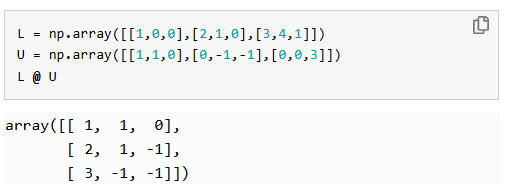 L = np.array([[1,0,0],[2,1,0],[3,4,1]])
U = np.array([[1,1,0],[0,-1,-1],[0,0,3]])
L @ U
array([[ 1,  1,  0],
       [ 2,  1, -1],
       [ 3, -1, -1]])